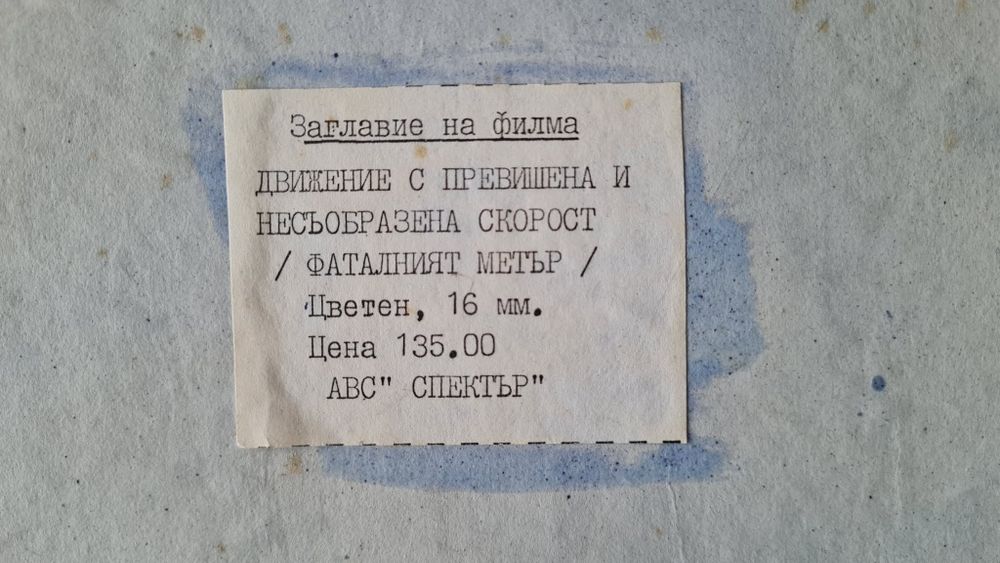 Заглавие на филма
ДВИЖЕНИЕ С ПРЕВИШЕНА И
НЕСЪОБРАЗЕНА СКОРОСТ
/ ФАТАЛНИЯТ МЕТЪР /
Цветен, 16 мм.
Цена 135.00
АВС" СПЕКТЪР"